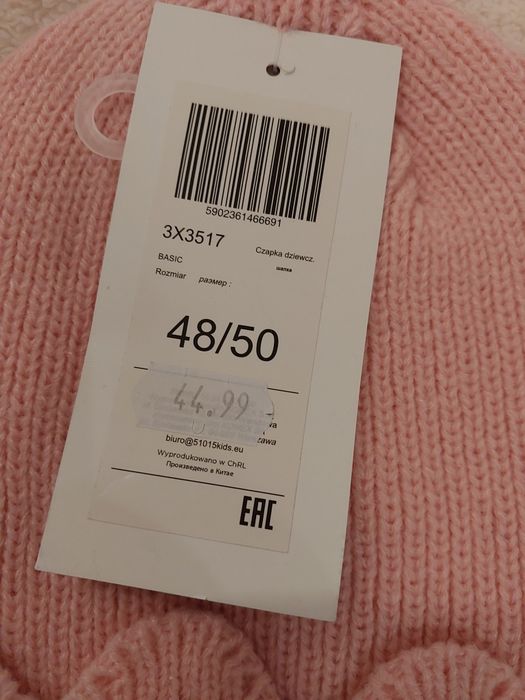 5902361466691
3X3517 Czapka dziewcz.
BASIC шапка
Rozmiar размер :
48/50
44.99
biuro@51015kids.eu
Wyprodukowano w ChRL
Произведено в Китае
EAC